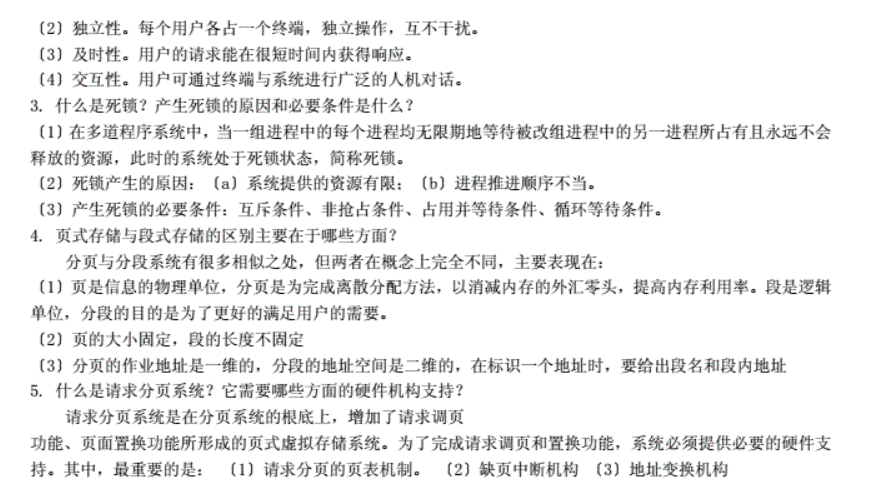 〔2〕独立性。每个用户各占一个终端，独立操作，互不干扰。
〔3〕及时性。用户的请求能在很短时间内获得响应。
〔4〕交互性。用户可通过终端与系统进行广泛的人机对话。
3. 什么是死锁？产生死锁的原因和必要条件是什么？
〔1〕在多道程序系统中，当一组进程中的每个进程均无限期地等待被改组进程中的另一进程所占有且永远不会
释放的资源，此时的系统处于死锁状态，简称死锁。
〔2〕死锁产生的原因：〔a〕系统提供的资源有限；〔b〕进程推进顺序不当。
〔3〕产生死锁的必要条件：互斥条件、非抢占条件、占用并等待条件、循环等待条件。
4. 页式存储与段式存储的区别主要在于哪些方面？
分页与分段系统有很多相似之处，但两者在概念上完全不同，主要表现在：
〔1〕页是信息的物理单位，分页是为完成离散分配方法，以消减内存的外汇零头，提高内存利用率。段是逻辑
单位，分段的目的是为了更好的满足用户的需要。
〔2〕页的大小固定，段的长度不固定
〔3〕分页的作业地址是一维的，分段的地址空间是二维的，在标识一个地址时，要给出段名和段内地址
5. 什么是请求分页系统？它需要哪些方面的硬件机构支持？
请求分页系统是在分页系统的根底上，增加了请求调页
功能、页面置换功能所形成的页式虚拟存储系统。为了完成请求调页和置换功能，系统必须提供必要的硬件支
持。其中，最重要的是： 〔1〕请求分页的页表机制。 〔2〕缺页中断机构 〔3〕地址变换机构